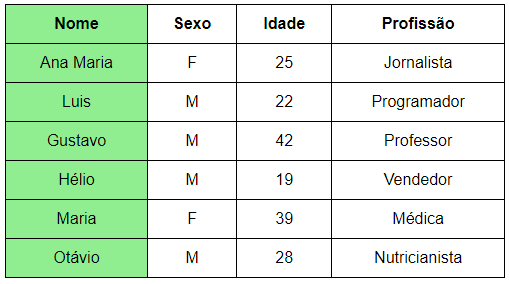 Nome Sexo Idade Profissão
Ana Maria F 25 Jornalista
Luis M 22 Programador
Gustavo M 42 Professor
Hélio M 19 Vendedor
Maria F 39 Médica
Otávio M 28 Nutricianista